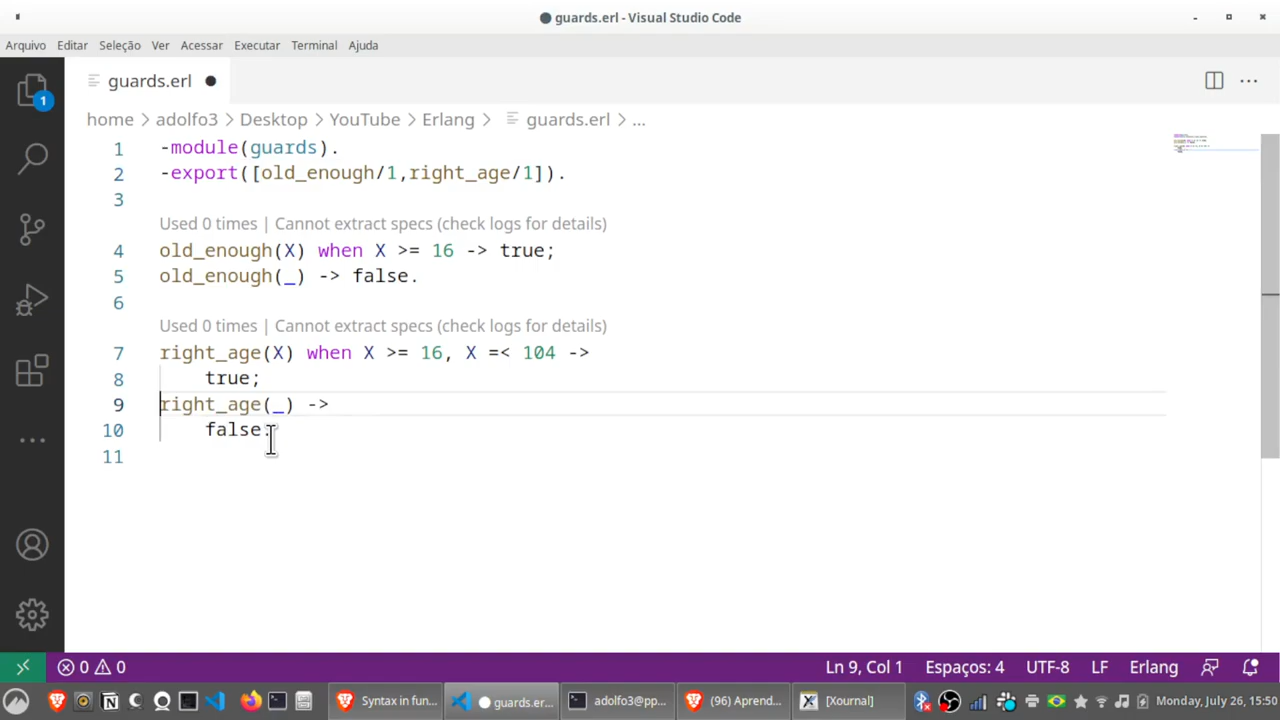 guards.erl - Visual Studio Code
Arquivo Editar Seleção Ver Acessar Executar Terminal Ajuda
guards.erl
home > adolfo3 > Desktop > YouTube > Erlang > guards.erl > ...
1 -module(guards).
2 -export([old_enough/1,right_age/1]).
3
Used 0 times | Cannot extract specs (check logs for details)
4 old_enough(X) when X >= 16 -> true;
5 old_enough(_) -> false.
6
Used 0 times | Cannot extract specs (check logs for details)
7 right_age(X) when X >= 16, X =< 104 ->
8 true;
9 right_age(_) ->
10 false.
11
1
0 0 Ln 9, Col 1 Espaços: 4 UTF-8 LF Erlang
Syntax in fun... guards.er... adolfo3@pp... (96) Aprend... [Xournal] Monday, July 26, 15:50